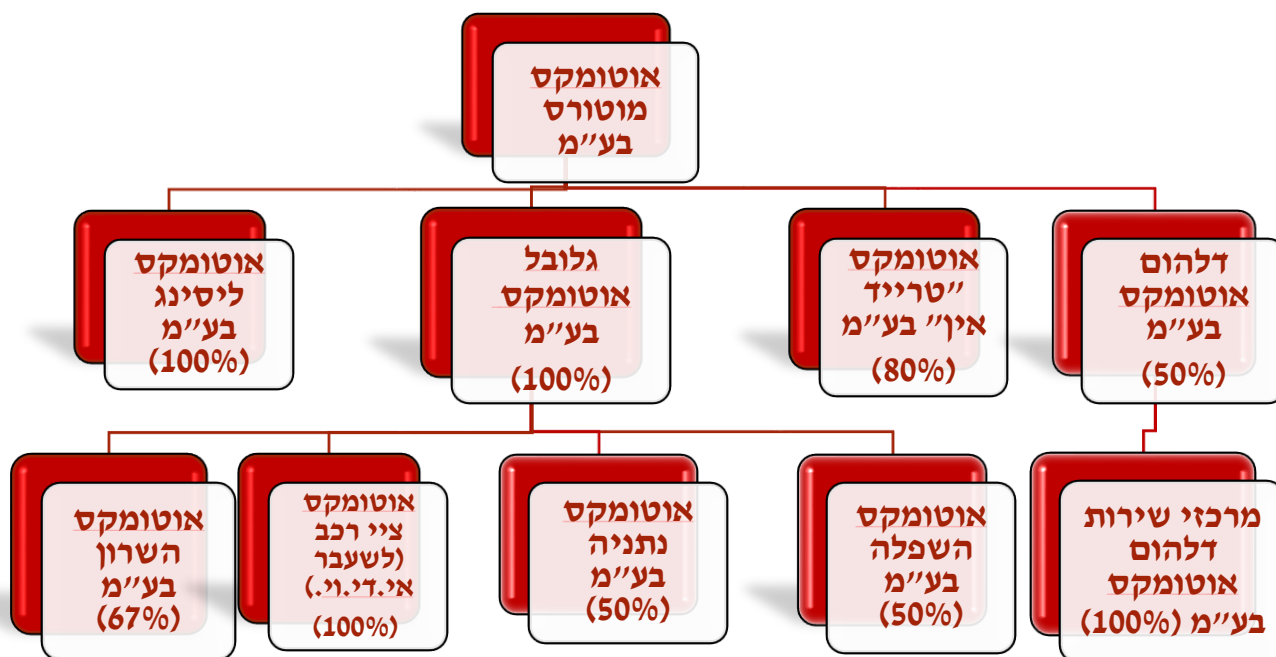 אוטומקס
מוטורס
בע״מ
דלהום
אוטומקס
בע״מ
(50%)
אוטומקס
״טרייד
אין״ בע״מ
(80%)
גלובל
אוטומקס
בע״מ
(100%)
אוטומקס
ליסינג
בע״מ
(100%)
מרכזי שירות
דלהום
אוטומקס
בע״מ (100%)
אוטומקס
השפלה
בע״מ
(50%)
אוטומקס
נתניה
בע״מ
(50%)
אוטומקס
ציי רכב
(לשעבר
אי.די.וי.)
(100%)
אוטומקס
השרון
בע״מ
(67%)